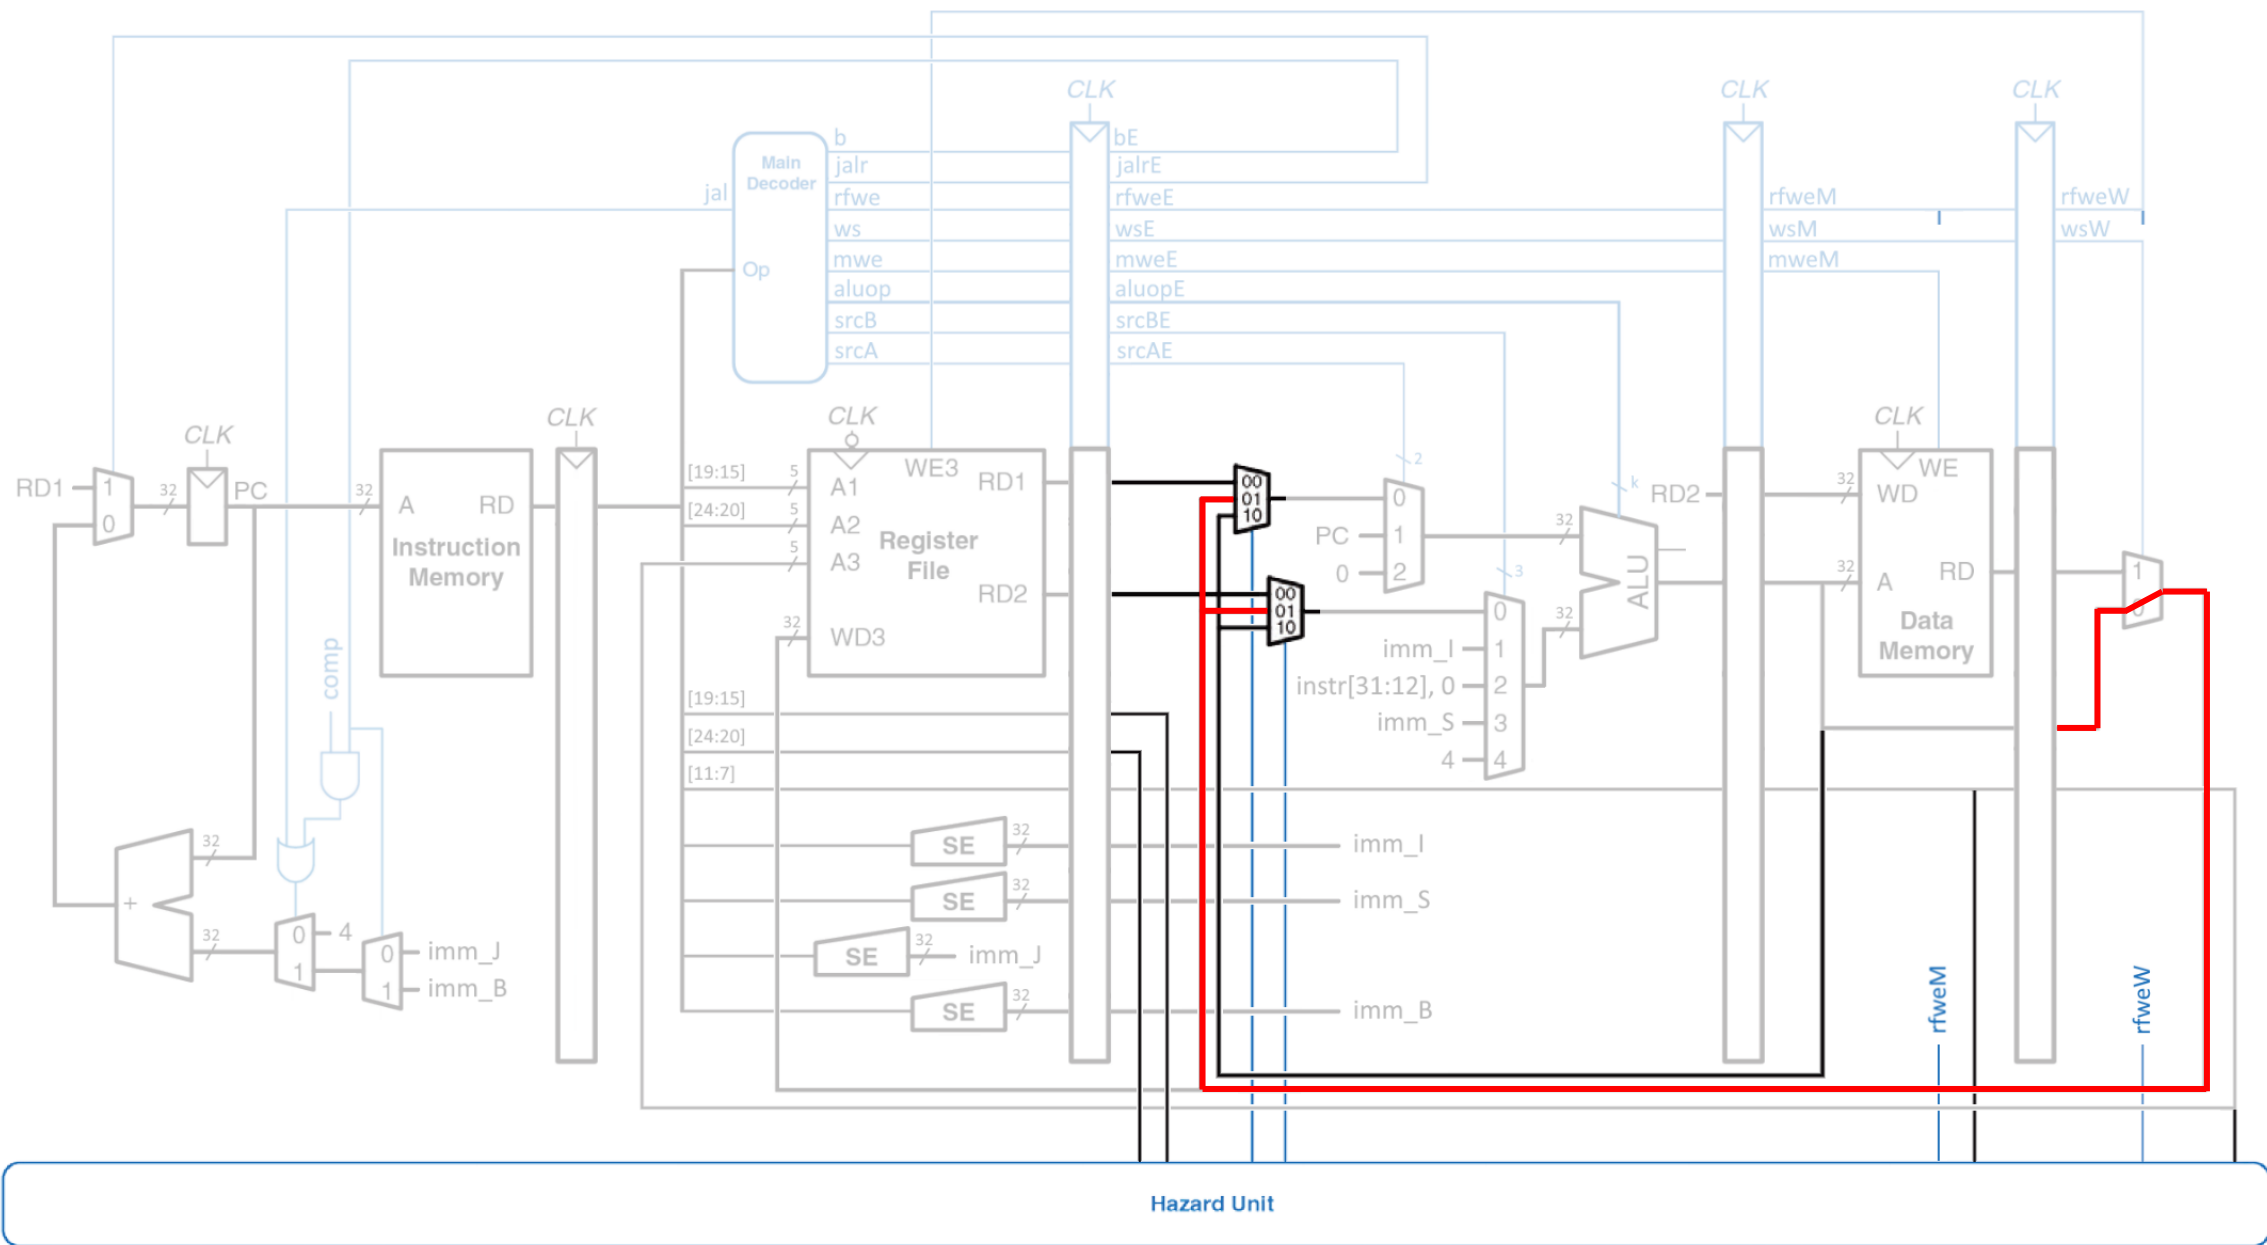 CLK
CLK
CLK
b
bE
Main
Decoder
jalr
jalrE
jal
rfwe
rfweE
rfweM
rfweW
ws
wsE
wsM
wsW
mwe
mweE
mweM
Op
aluop
aluopE
srcB
srcBE
srcA
srcAE
CLK
CLK
CLK
CLK
RD1
1
0
32
PC
32
A
RD
Instruction
Memory
[19:15]
5
A1
[24:20]
5
A2
5
A3
32
WD3
WE3
RD1
Register
File
RD2
00
01
10
00
01
10
2
0
PC
1
0
2
3
0
imm_I
1
instr[31:12], 0
2
imm_S
3
4
4
32
32
k
ALU
RD2
32
WD
WE
32
A
RD
Data
Memory
1
0
comp
[19:15]
[24:20]
[11:7]
SE
32
imm_I
SE
32
imm_S
SE
32
imm_J
SE
32
imm_B
32
+
32
0
4
1
0
imm_J
1
imm_B
rfweM
rfweW
Hazard Unit